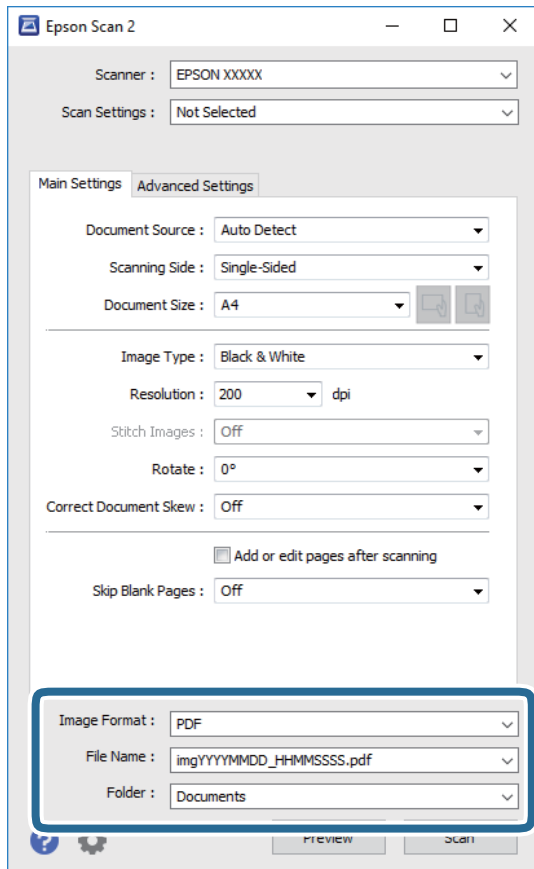 Epson Scan 2
Scanner : EPSON XXXXX
Scan Settings : Not Selected
Main Settings Advanced Settings
Document Source : Auto Detect
Scanning Side : Single-Sided
Document Size : A4
Image Type : Black & White
Resolution : 200 dpi
Stitch Images : Off
Rotate : 0°
Correct Document Skew : Off
Add or edit pages after scanning
Skip Blank Pages : Off
Image Format : PDF
File Name : imgYYYYMMDD_HHMMSSSS.pdf
Folder : Documents
? Preview Scan